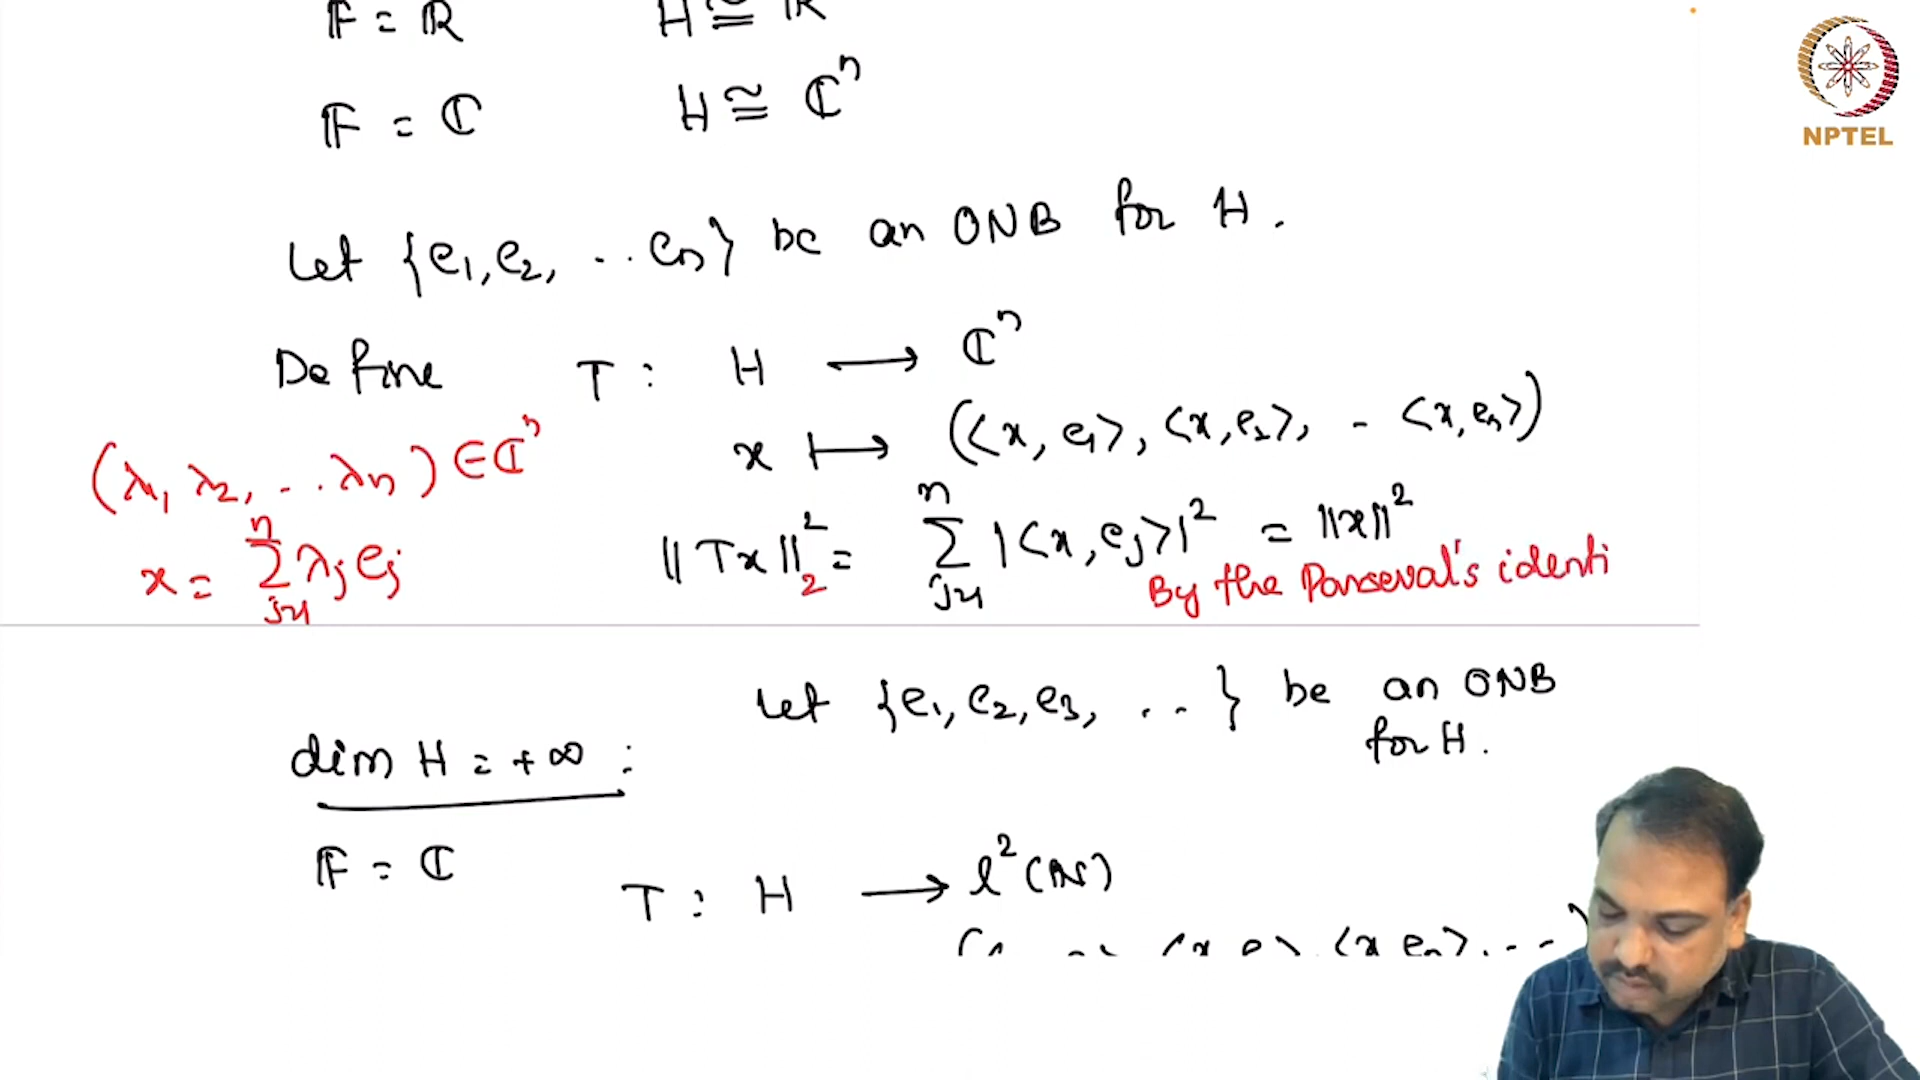 𝔽 = ℝ H ≅ ℝ
𝔽 = ℂ H ≅ ℂⁿ
NPTEL
Let {e₁, e₂, ... eₙ} be an ONB for H.
Define T : H ⟶ ℂⁿ
x ⟼ (<x, e₁>, <x, e₂>, - <x, eₙ>)
(λ₁, λ₂, ... λₙ) ∈ ℂⁿ
x = ∑ⱼ₌₁ⁿ λⱼ eⱼ
||Tx||₂² = ∑ⱼ₌₁ⁿ |<x, eⱼ>|² = ||x||²
By the Parseval's identi
Let {e₁, e₂, e₃, ...} be an ONB
for H.
dim H = +∞ :
𝔽 = ℂ
T : H ⟶ l²(ℕ)